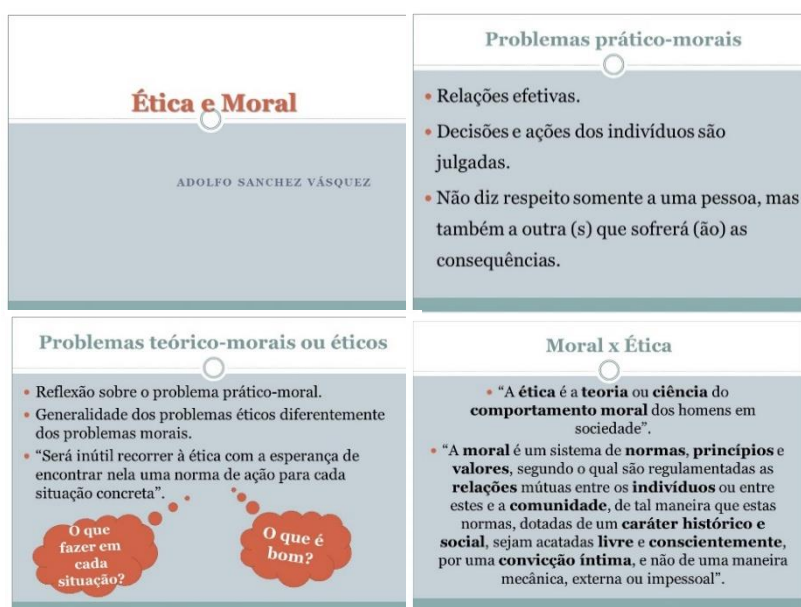 Ética e Moral
ADOLFO SANCHEZ VÁSQUEZ
Problemas prático-morais
• Relações efetivas.
• Decisões e ações dos indivíduos são
julgadas.
• Não diz respeito somente a uma pessoa, mas
também a outra (s) que sofrerá (ão) as
consequências.
Problemas teórico-morais ou éticos
• Reflexão sobre o problema prático-moral.
• Generalidade dos problemas éticos diferentemente
dos problemas morais.
• “Será inútil recorrer à ética com a esperança de
encontrar nela uma norma de ação para cada
situação concreta”.
O que
fazer em
cada
situação?
O que é
bom?
Moral x Ética
• “A ética é a teoria ou ciência do
comportamento moral dos homens em
sociedade”.
• “A moral é um sistema de normas, princípios e
valores, segundo o qual são regulamentadas as
relações mútuas entre os indivíduos ou entre
estes e a comunidade, de tal maneira que estas
normas, dotadas de um caráter histórico e
social, sejam acatadas livre e conscientemente,
por uma convicção íntima, e não de uma maneira
mecânica, externa ou impessoal”.